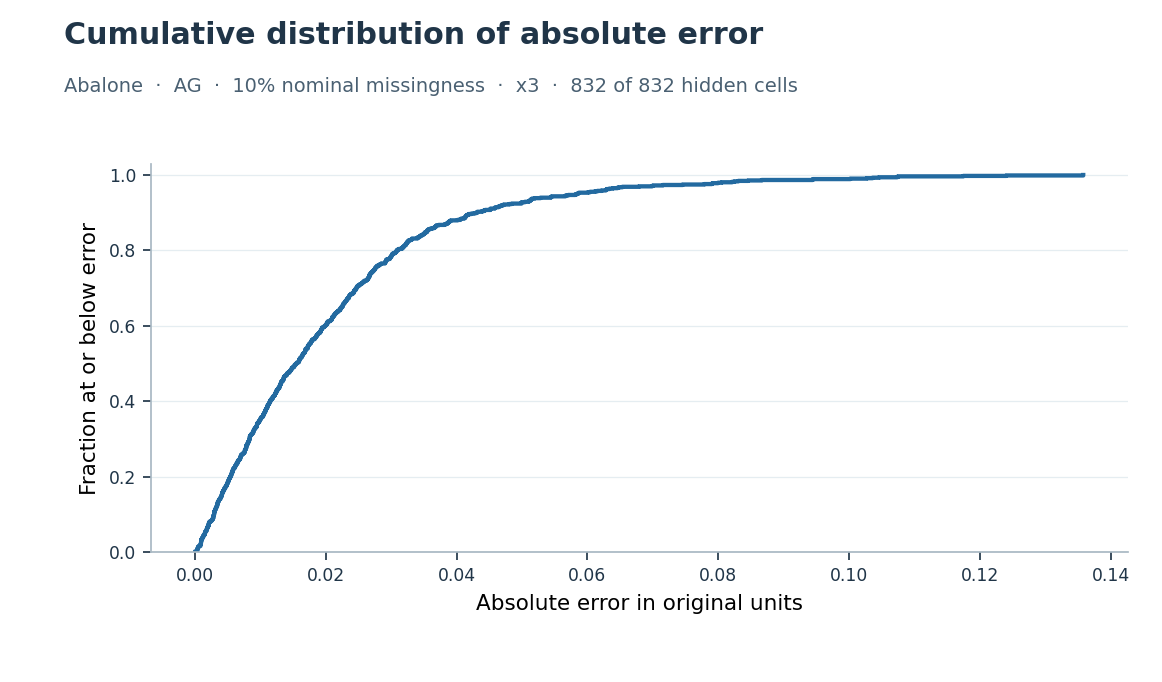 Cumulative distribution of absolute error
Abalone · AG · 10% nominal missingness · x3 · 832 of 832 hidden cells
Fraction at or below error
1.0
0.8
0.6
0.4
0.2
0.0
0.00 0.02 0.04 0.06 0.08 0.10 0.12 0.14
Absolute error in original units